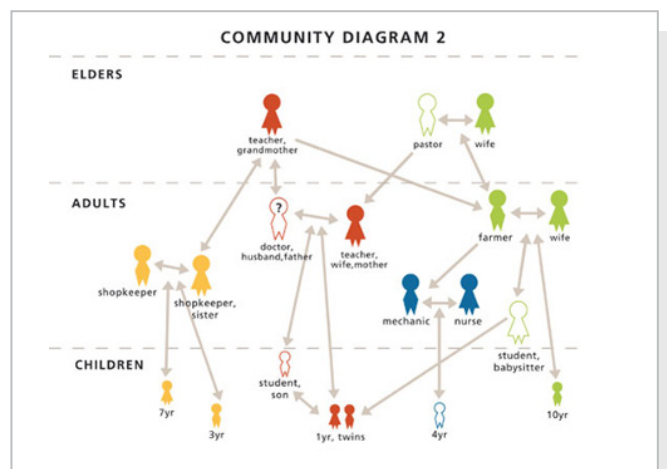 COMMUNITY DIAGRAM 2
ELDERS
teacher,
grandmother
pastor
wife
ADULTS
?
doctor,
husband,father
teacher,
wife,mother
farmer
wife
shopkeeper
shopkeeper,
sister
mechanic
nurse
student,
babysitter
CHILDREN
student,
son
7yr
3yr
1yr, twins
4yr
10yr